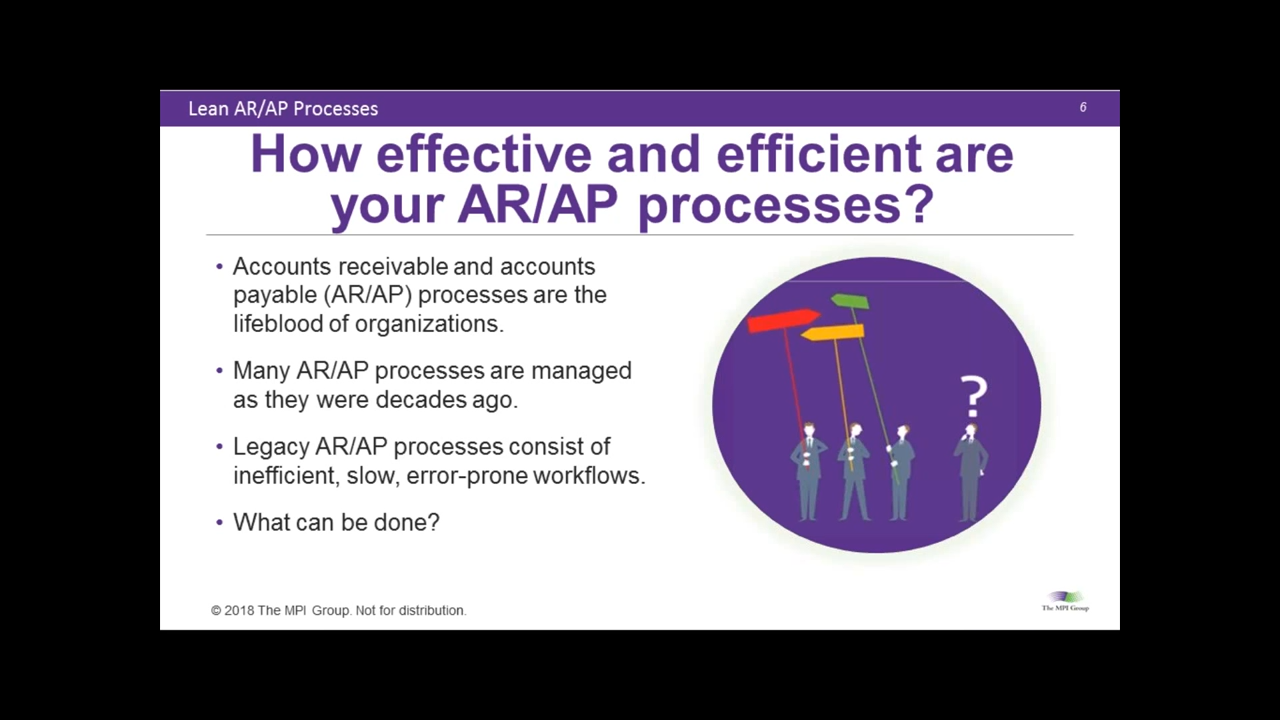 Lean AR/AP Processes
6
How effective and efficient are
your AR/AP processes?
• Accounts receivable and accounts
payable (AR/AP) processes are the
lifeblood of organizations.
• Many AR/AP processes are managed
as they were decades ago.
• Legacy AR/AP processes consist of
inefficient, slow, error-prone workflows.
• What can be done?
?
© 2018 The MPI Group. Not for distribution.
The MPI Group